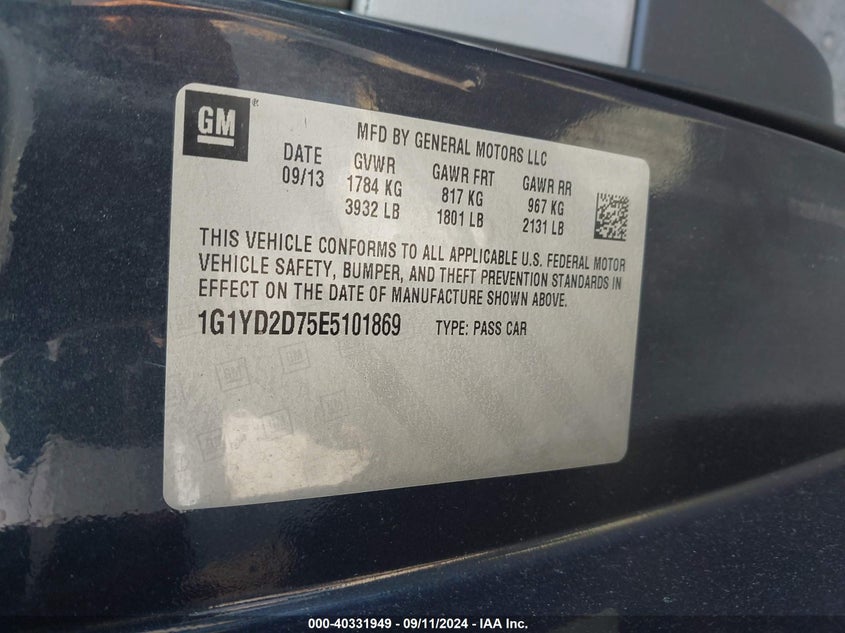 GM ®
MFD BY GENERAL MOTORS LLC
DATE GVWR GAWR FRT GAWR RR
09/13 1784 KG 817 KG 967 KG
3932 LB 1801 LB 2131 LB
THIS VEHICLE CONFORMS TO ALL APPLICABLE U.S. FEDERAL MOTOR
VEHICLE SAFETY, BUMPER, AND THEFT PREVENTION STANDARDS IN
EFFECT ON THE DATE OF MANUFACTURE SHOWN ABOVE.
1G1YD2D75E5101869 TYPE: PASS CAR
000-40331949 - 09/11/2024 - IAA Inc.